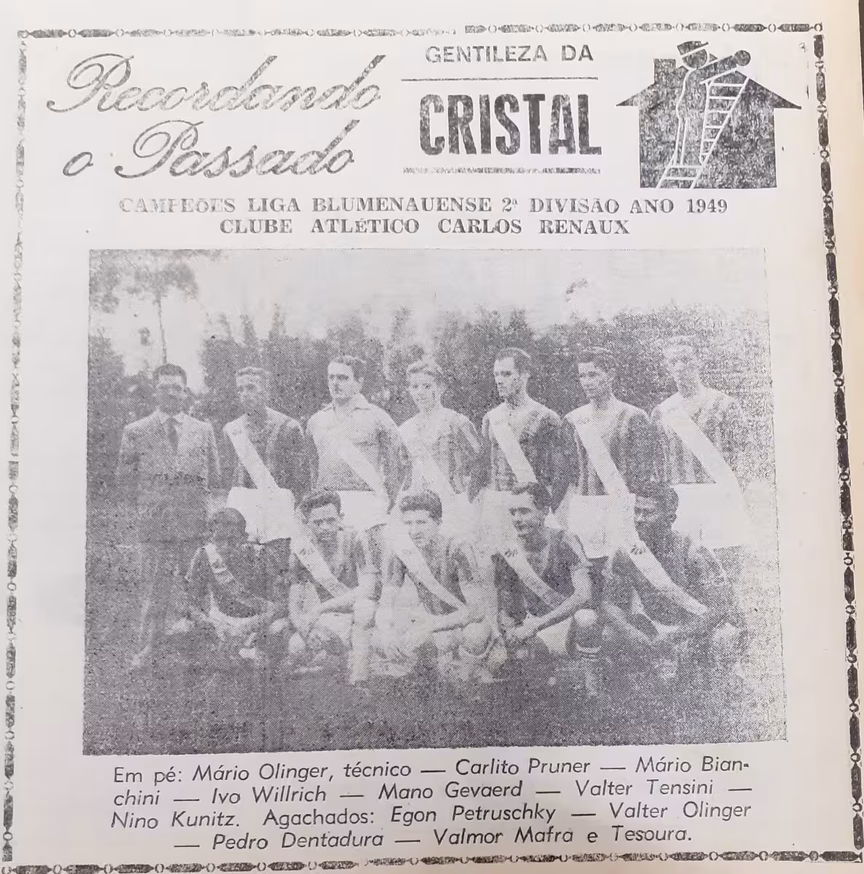 Recordando
o Passado
GENTILEZA DA
CRISTAL
CAMPEÕES LIGA BLUMENAUENSE 2ª DIVISÃO ANO 1949
CLUBE ATLÉTICO CARLOS RENAUX
Em pé: Mário Olinger, técnico — Carlito Pruner — Mário Bian-
chini — Ivo Willrich — Mano Gevaerd — Valter Tensini —
Nino Kunitz. Agachados: Egon Petruschky — Valter Olinger
— Pedro Dentadura — Valmor Mafra e Tesoura.